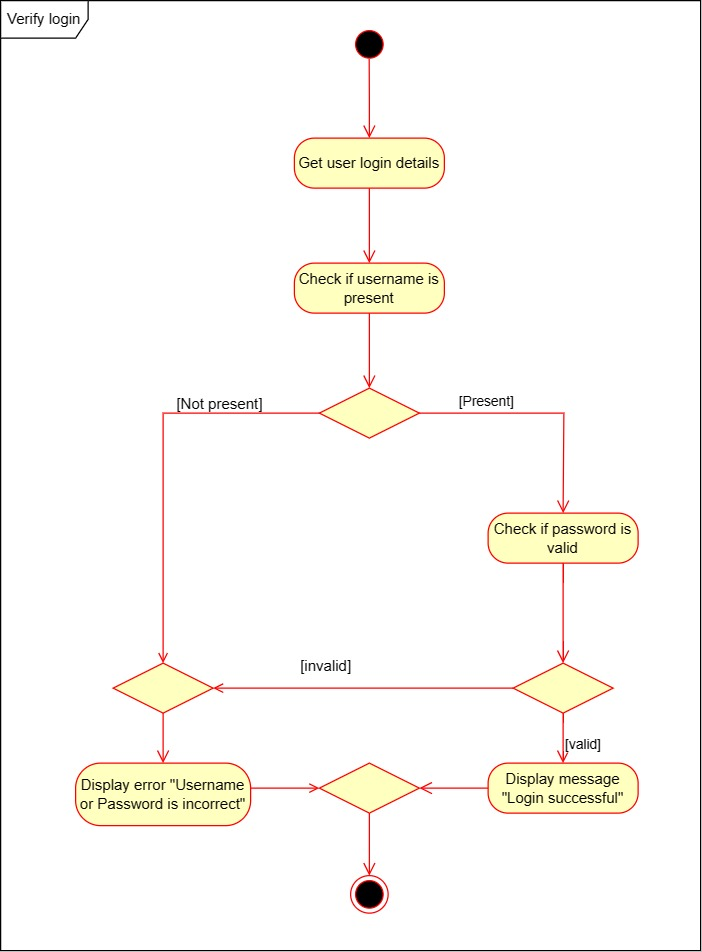 Verify login
Get user login details
Check if username is
present
[Not present]
[Present]
Check if password is
valid
[invalid]
[valid]
Display error "Username
or Password is incorrect"
Display message
"Login successful"